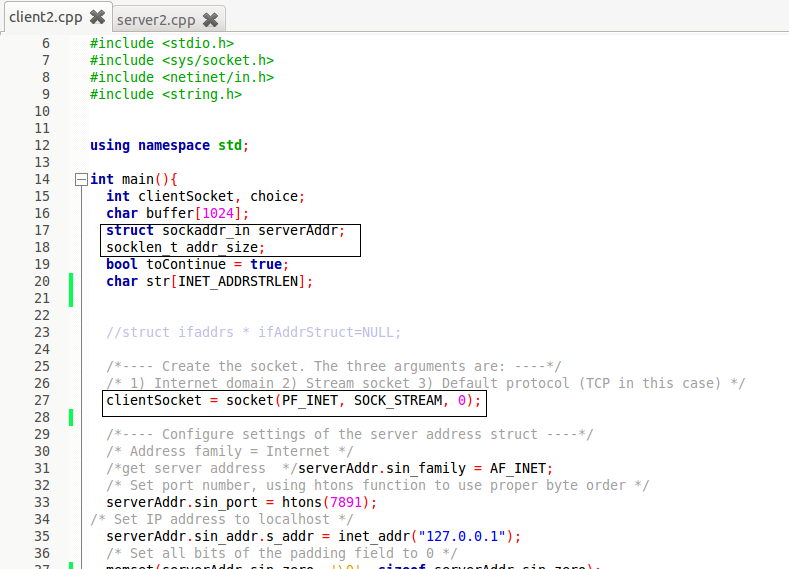 client2.cpp server2.cpp
6 #include <stdio.h>
7 #include <sys/socket.h>
8 #include <netinet/in.h>
9 #include <string.h>
10
11
12 using namespace std;
13
14 int main(){
15 int clientSocket, choice;
16 char buffer[1024];
17 struct sockaddr_in serverAddr;
18 socklen_t addr_size;
19 bool toContinue = true;
20 char str[INET_ADDRSTRLEN];
21
22
23 //struct ifaddrs * ifAddrStruct=NULL;
24
25 /*---- Create the socket. The three arguments are: ----*/
26 /* 1) Internet domain 2) Stream socket 3) Default protocol (TCP in this case) */
27 clientSocket = socket(PF_INET, SOCK_STREAM, 0);
28
29 /*---- Configure settings of the server address struct ----*/
30 /* Address family = Internet */
31 /*get server address  */serverAddr.sin_family = AF_INET;
32 /* Set port number, using htons function to use proper byte order */
33 serverAddr.sin_port = htons(7891);
34 /* Set IP address to localhost */
35 serverAddr.sin_addr.s_addr = inet_addr("127.0.0.1");
36 /* Set all bits of the padding field to 0 */
37 memset(serverAddr.sin_zero, '\0', sizeof serverAddr.sin_zero);